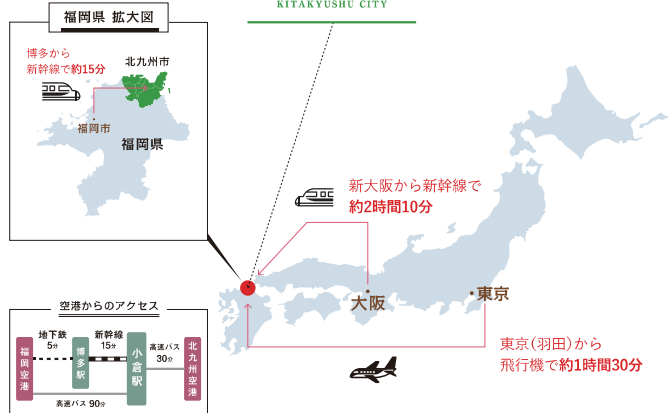 KITAKYUSHU CITY
福岡県 拡大図
博多から
新幹線で約15分
北九州市
福岡市
福岡県
新大阪から新幹線で
約2時間10分
大阪
東京
東京(羽田)から
飛行機で約1時間30分
空港からのアクセス
福岡空港
地下鉄
5分
博多駅
新幹線
15分
小倉駅
高速バス
30分
北九州空港
高速バス 90分